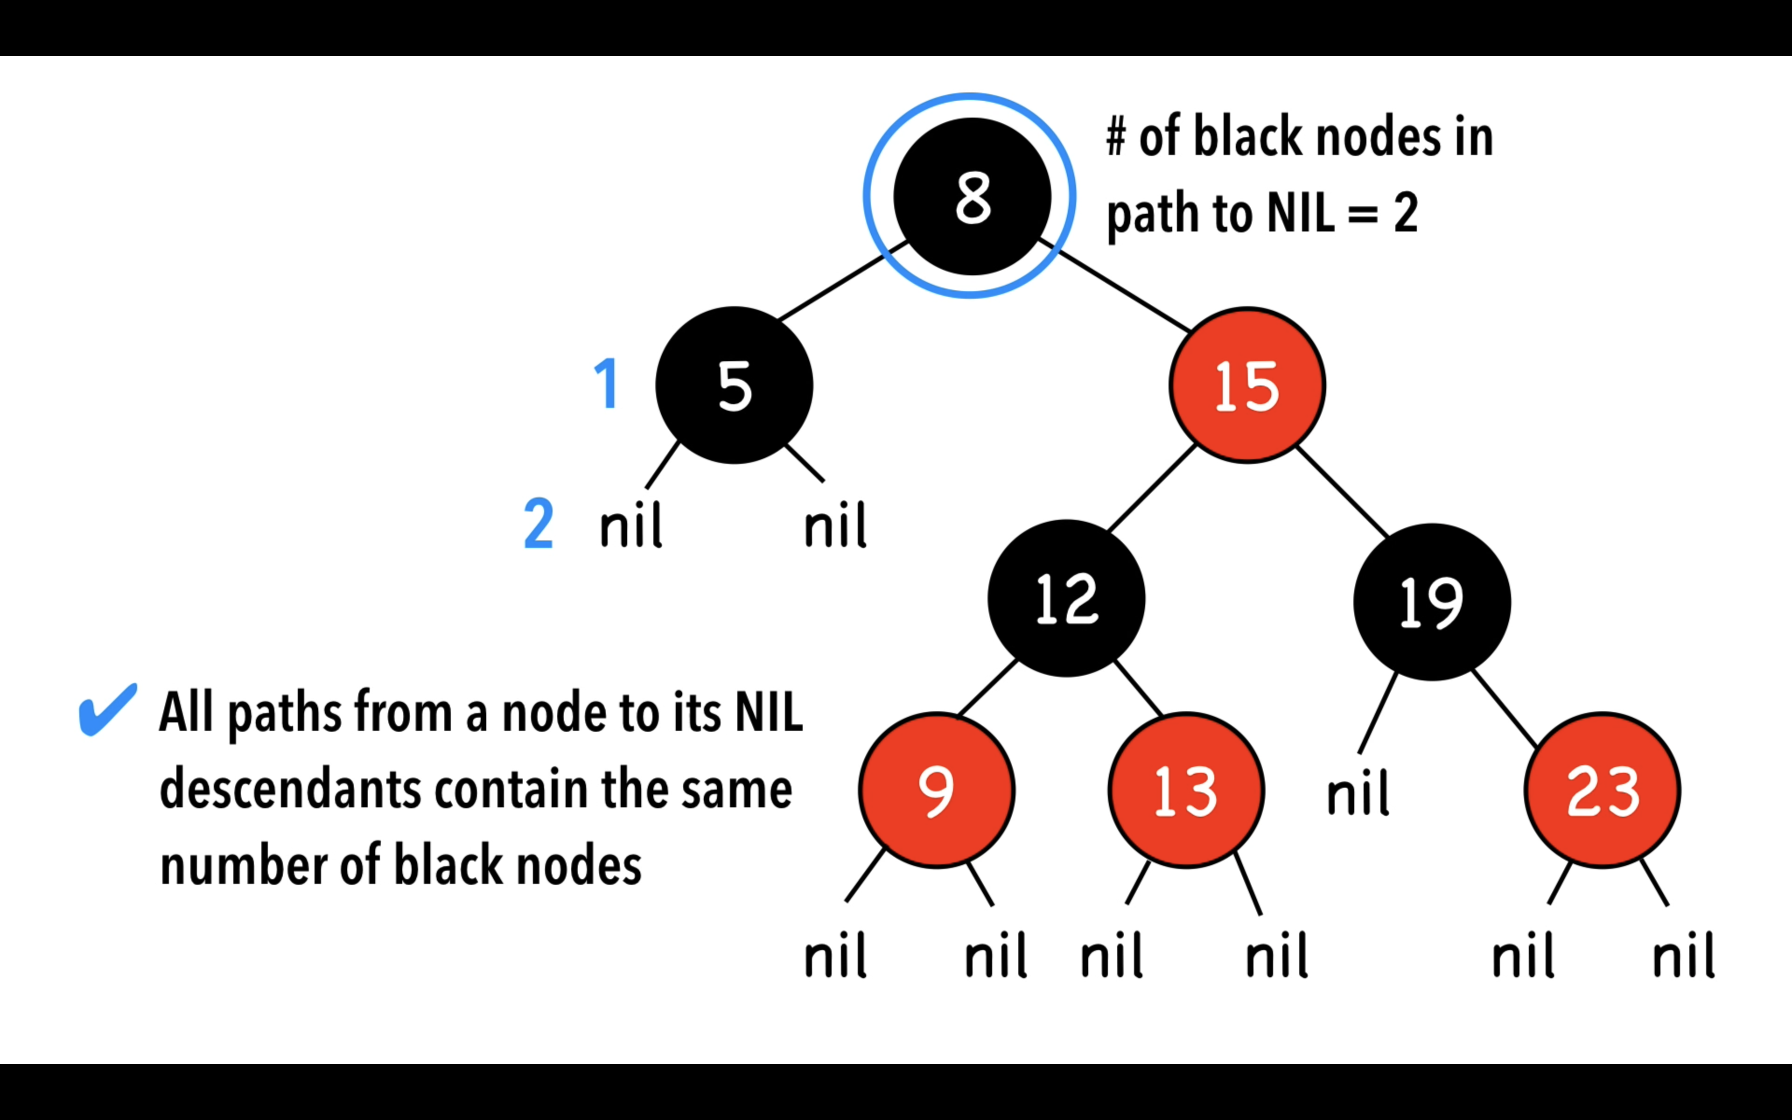 8
# of black nodes in
path to NIL = 2
1
5
15
2
nil
nil
12
19
✔ All paths from a node to its NIL
descendants contain the same
number of black nodes
9
13
nil
23
nil
nil
nil
nil
nil
nil